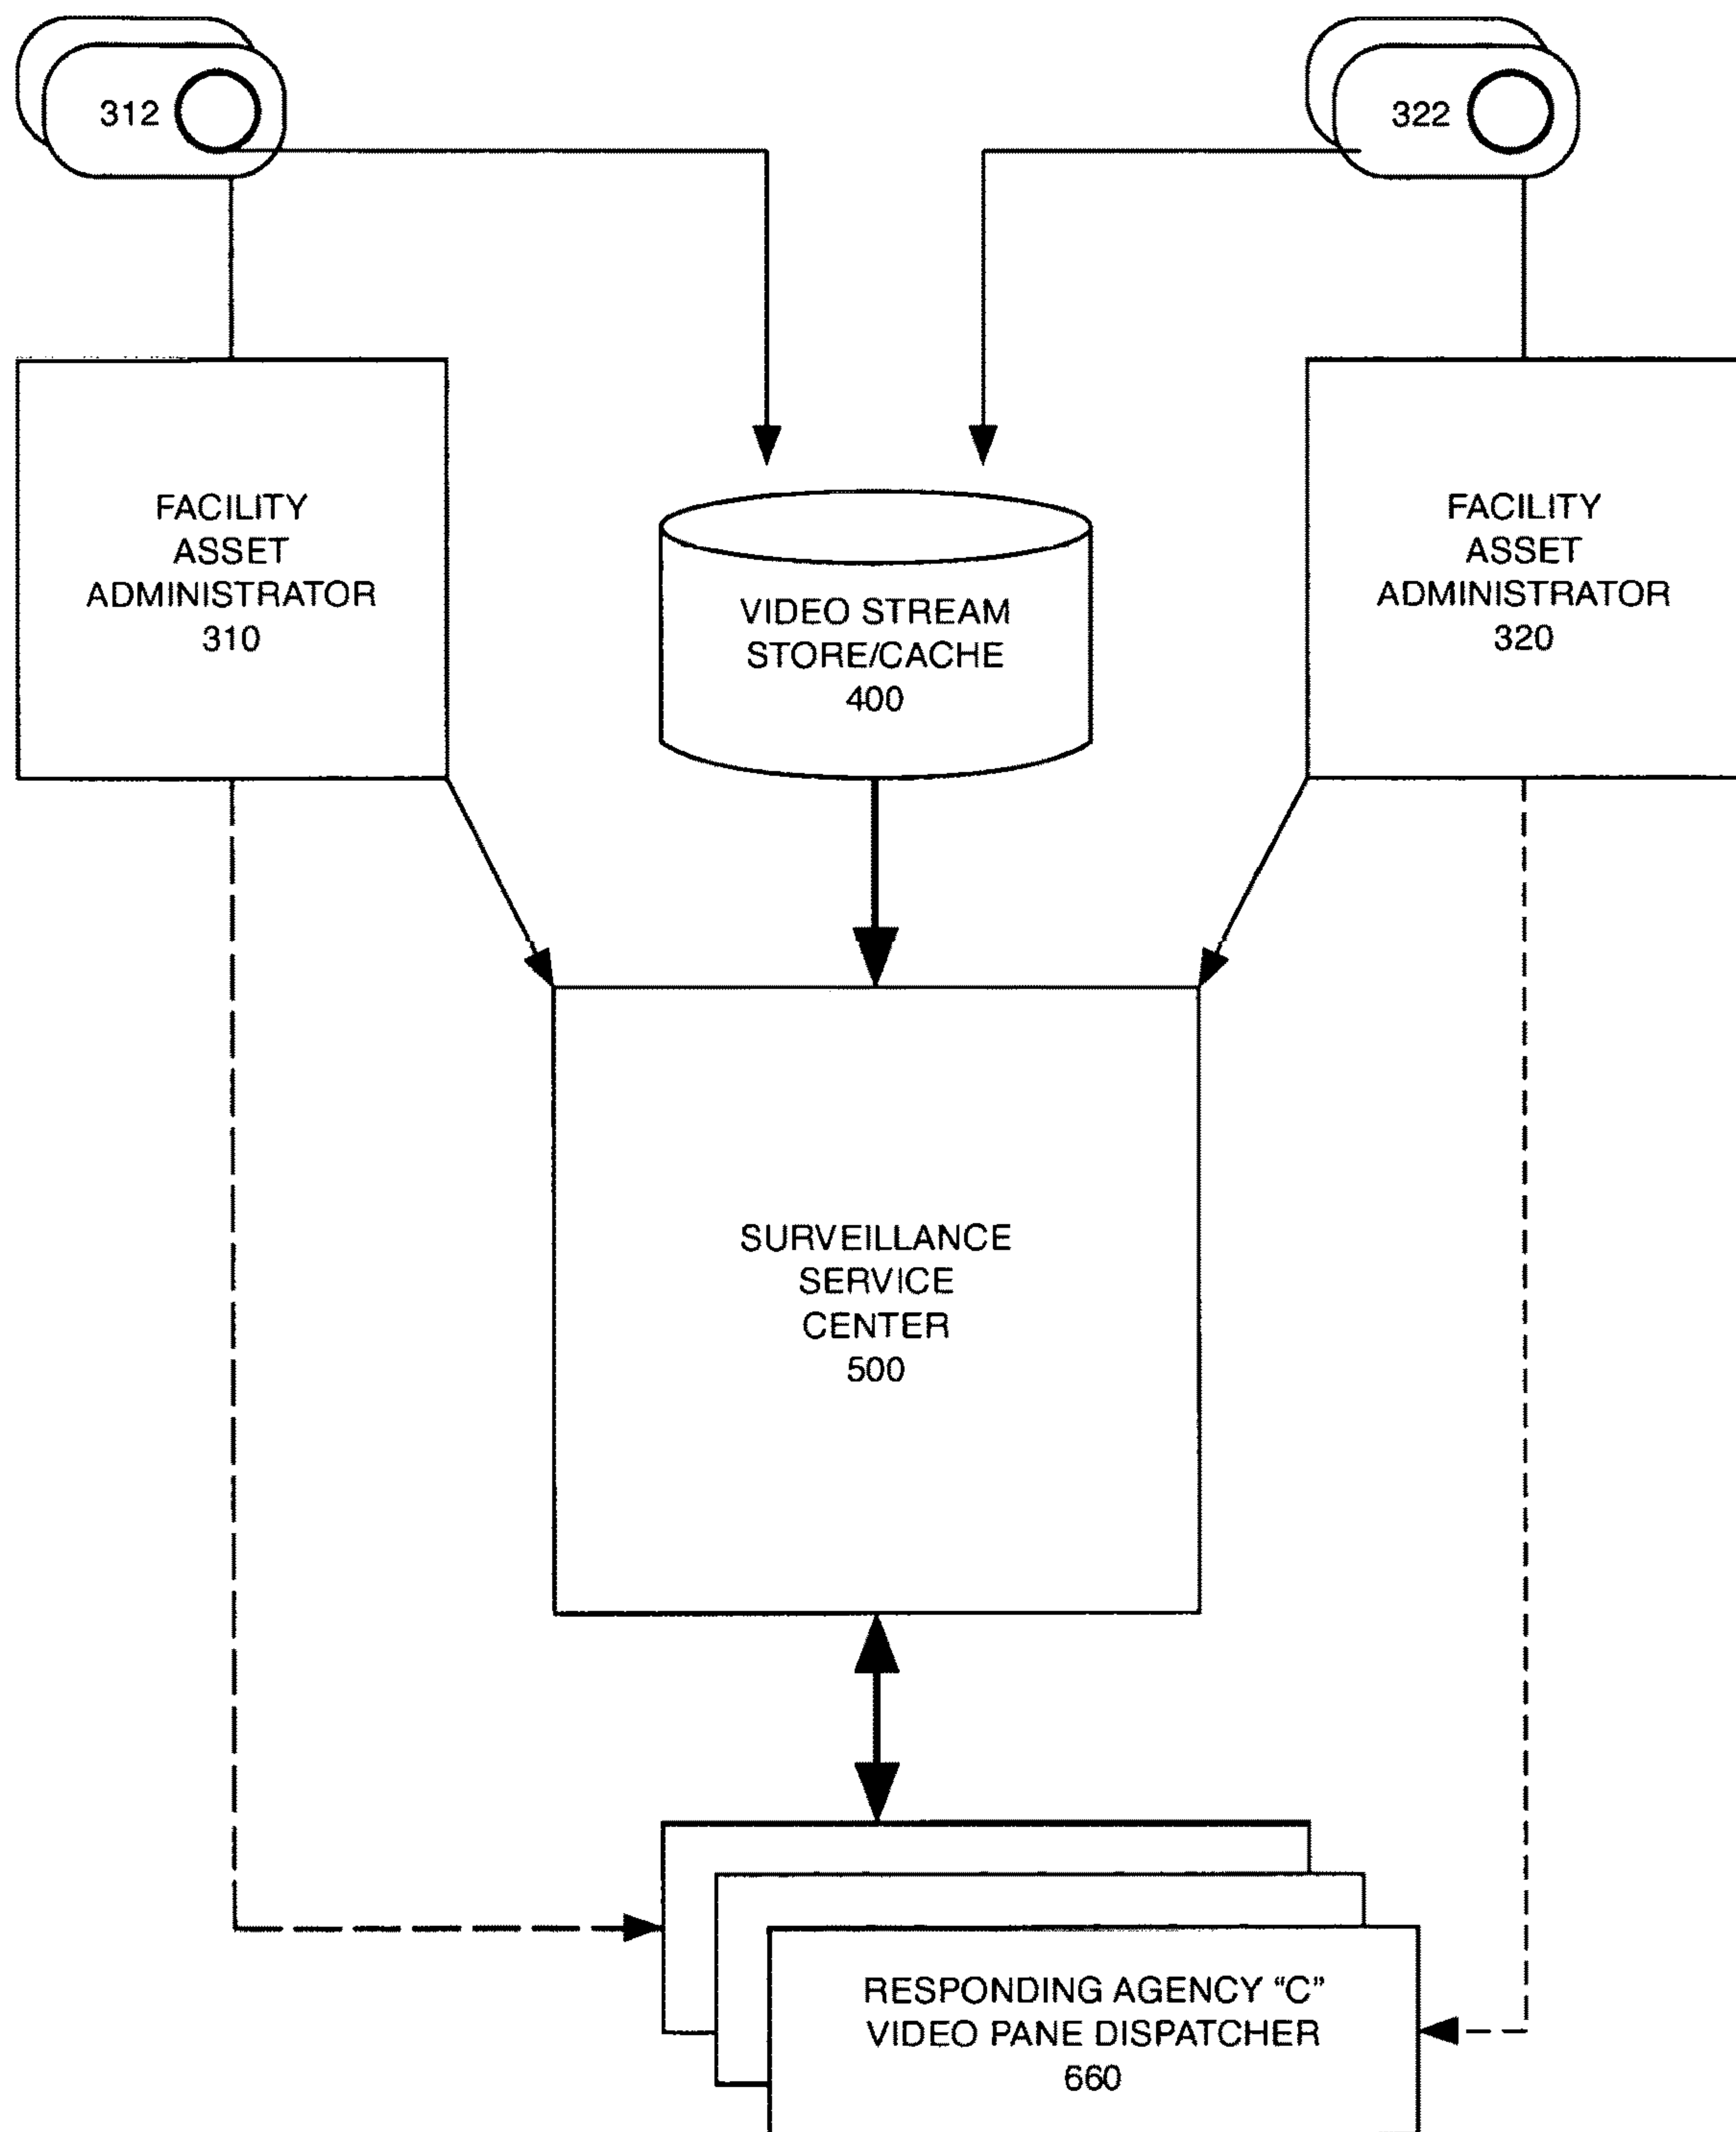 312
322
FACILITY
ASSET
ADMINISTRATOR
310
VIDEO STREAM
STORE/CACHE
400
FACILITY
ASSET
ADMINISTRATOR
320
SURVEILLANCE
SERVICE
CENTER
500
RESPONDING AGENCY “C”
VIDEO PANE DISPATCHER
660